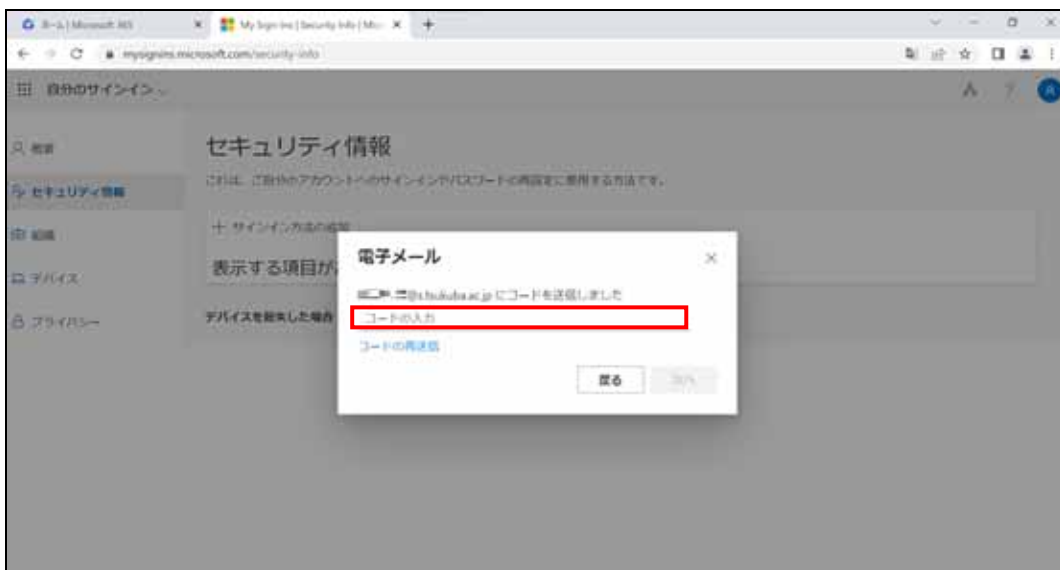 ホーム | Microsoft 365
My Sign-Ins | Security Info | Micr
mysignins.microsoft.com/security-info
自分のサインイン
A
概要
セキュリティ情報
組織
デバイス
プライバシー
セキュリティ情報
これは、ご自分のアカウントへのサインインやパスワードの再設定に使用する方法です。
+ サインイン方法の追加
表示する項目が
デバイスを紛失した場合
電子メール
@s.tsukuba.ac.jp にコードを送信しました
コードの入力
コードの再送信
戻る
次へ